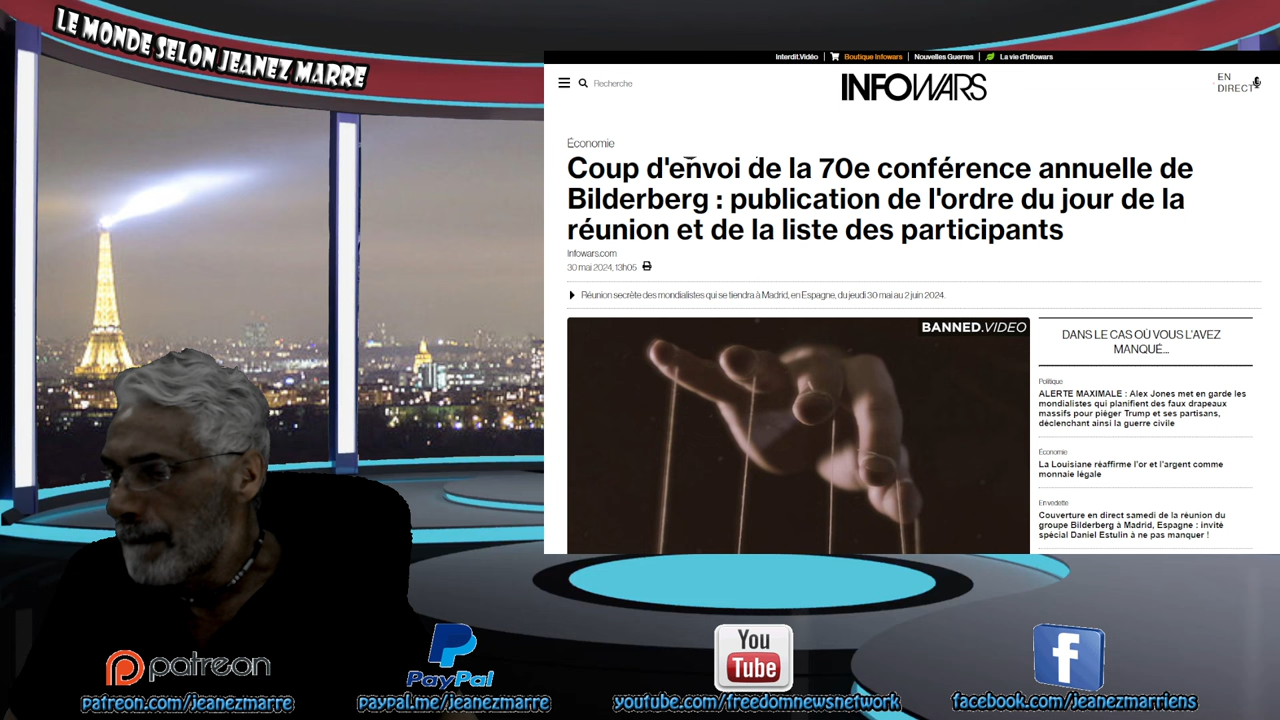 LE MONDE SELON JEANEZ MARRE
Interdit.Vidéo | Boutique Infowars | Nouvelles Guerres | La vie d'Infowars
Recherche
INFOWARS
EN
DIRECT
Économie
Coup d'envoi de la 70e conférence annuelle de
Bilderberg : publication de l'ordre du jour de la
réunion et de la liste des participants
Infowars.com
30 mai 2024, 13h05
Réunion secrète des mondialistes qui se tiendra à Madrid, en Espagne, du jeudi 30 mai au 2 juin 2024.
BANNED.VIDEO
DANS LE CAS OÙ VOUS L'AVEZ
MANQUÉ...
Politique
ALERTE MAXIMALE : Alex Jones met en garde les
mondialistes qui planifient des faux drapeaux
massifs pour piéger Trump et ses partisans,
déclenchant ainsi la guerre civile
Économie
La Louisiane réaffirme l'or et l'argent comme
monnaie légale
En vedette
Couverture en direct samedi de la réunion du
groupe Bilderberg à Madrid, Espagne : invité
spécial Daniel Estulin à ne pas manquer !
patreon
patreon.com/jeanezmarre
PayPal
paypal.me/jeanezmarre
You
Tube
youtube.com/freedomnewsnetwork
f
facebook.com/jeanezmarriens